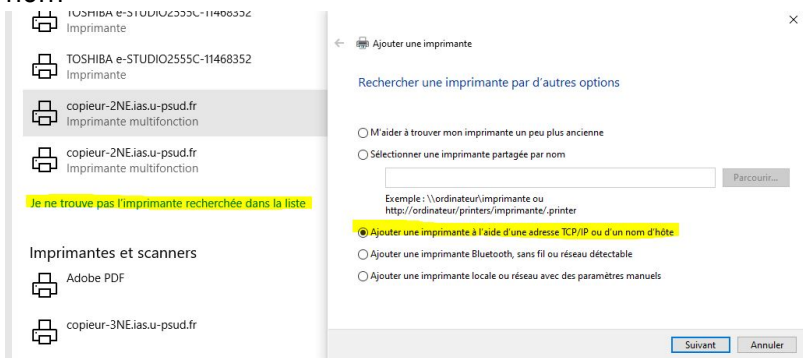 nom
TOSHIBA e-STUDIO2555C-11468352
Imprimante
TOSHIBA e-STUDIO2555C-11468352
Imprimante
copieur-2NE.ias.u-psud.fr
Imprimante multifonction
copieur-2NE.ias.u-psud.fr
Imprimante multifonction
Je ne trouve pas l'imprimante recherchée dans la liste
Imprimantes et scanners
Adobe PDF
copieur-3NE.ias.u-psud.fr
Ajouter une imprimante
Rechercher une imprimante par d'autres options
M'aider à trouver mon imprimante un peu plus ancienne
Sélectionner une imprimante partagée par nom
Parcourir...
Exemple : \\ordinateur\imprimante ou
http://ordinateur/printers/imprimante/.printer
Ajouter une imprimante à l'aide d'une adresse TCP/IP ou d'un nom d'hôte
Ajouter une imprimante Bluetooth, sans fil ou réseau détectable
Ajouter une imprimante locale ou réseau avec des paramètres manuels
Suivant
Annuler